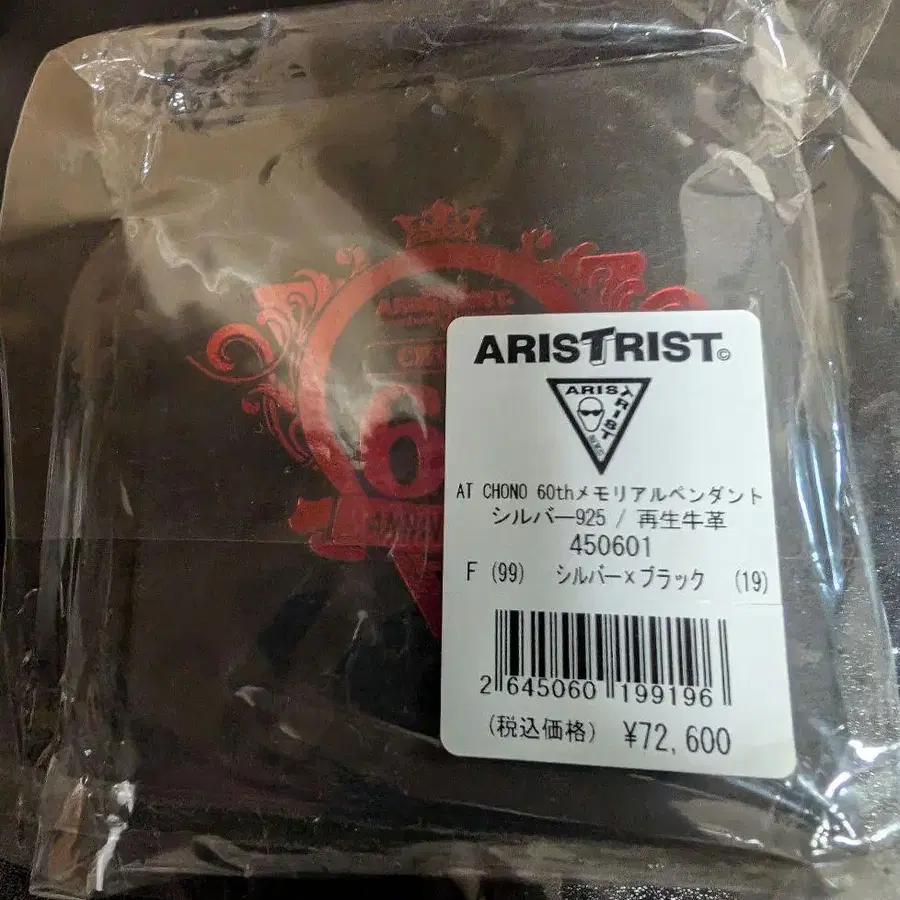 ARISTRIST©
ARIS
TRIST
AT CHONO 60thメモリアルペンダント
シルバー925 / 再生牛革
450601
F (99) シルバー×ブラック (19)
2 645060 199196
(税込価格) ¥72,600